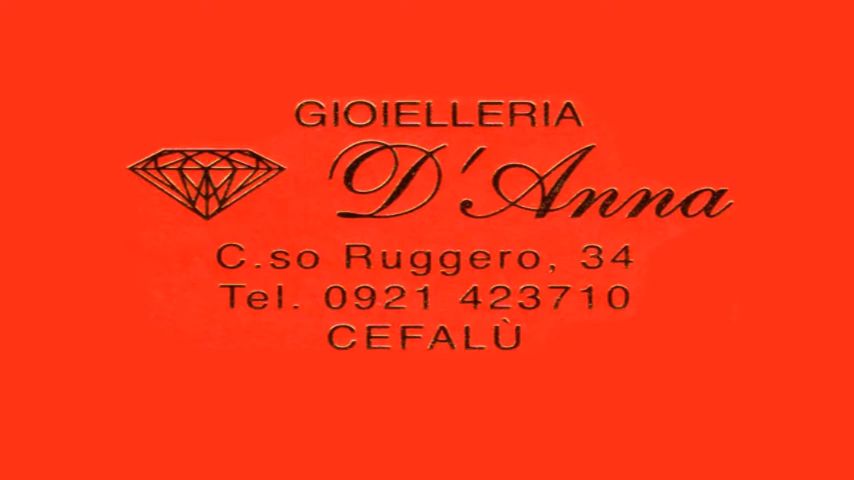 GIOIELLERIA
D'Anna
C.so Ruggero, 34
Tel. 0921 423710
CEFALÙ